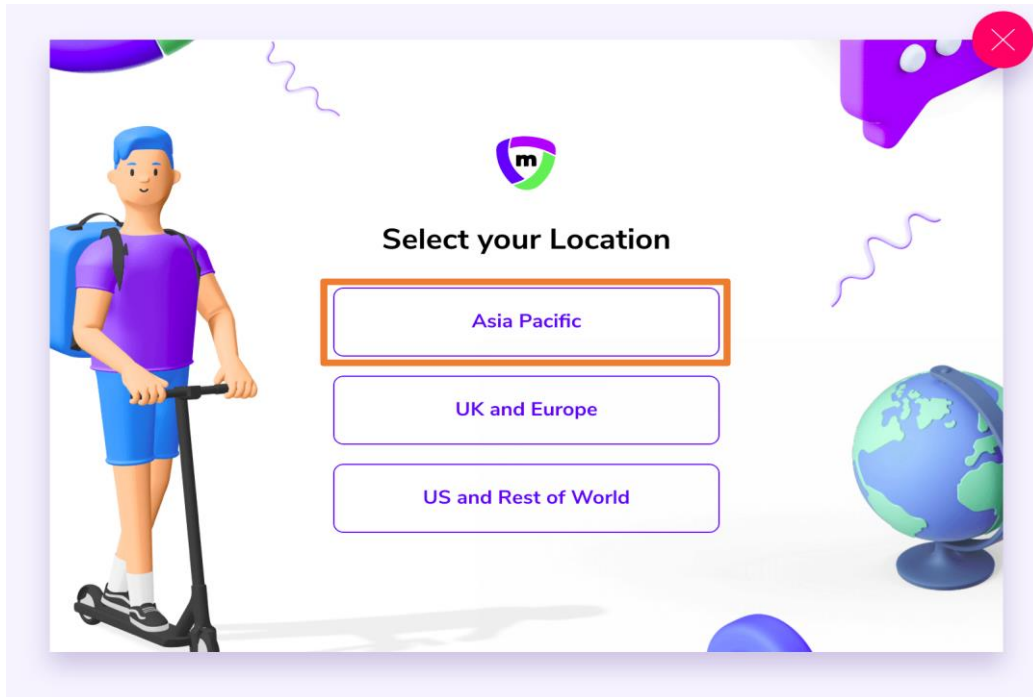 m
Select your Location
Asia Pacific
UK and Europe
US and Rest of World